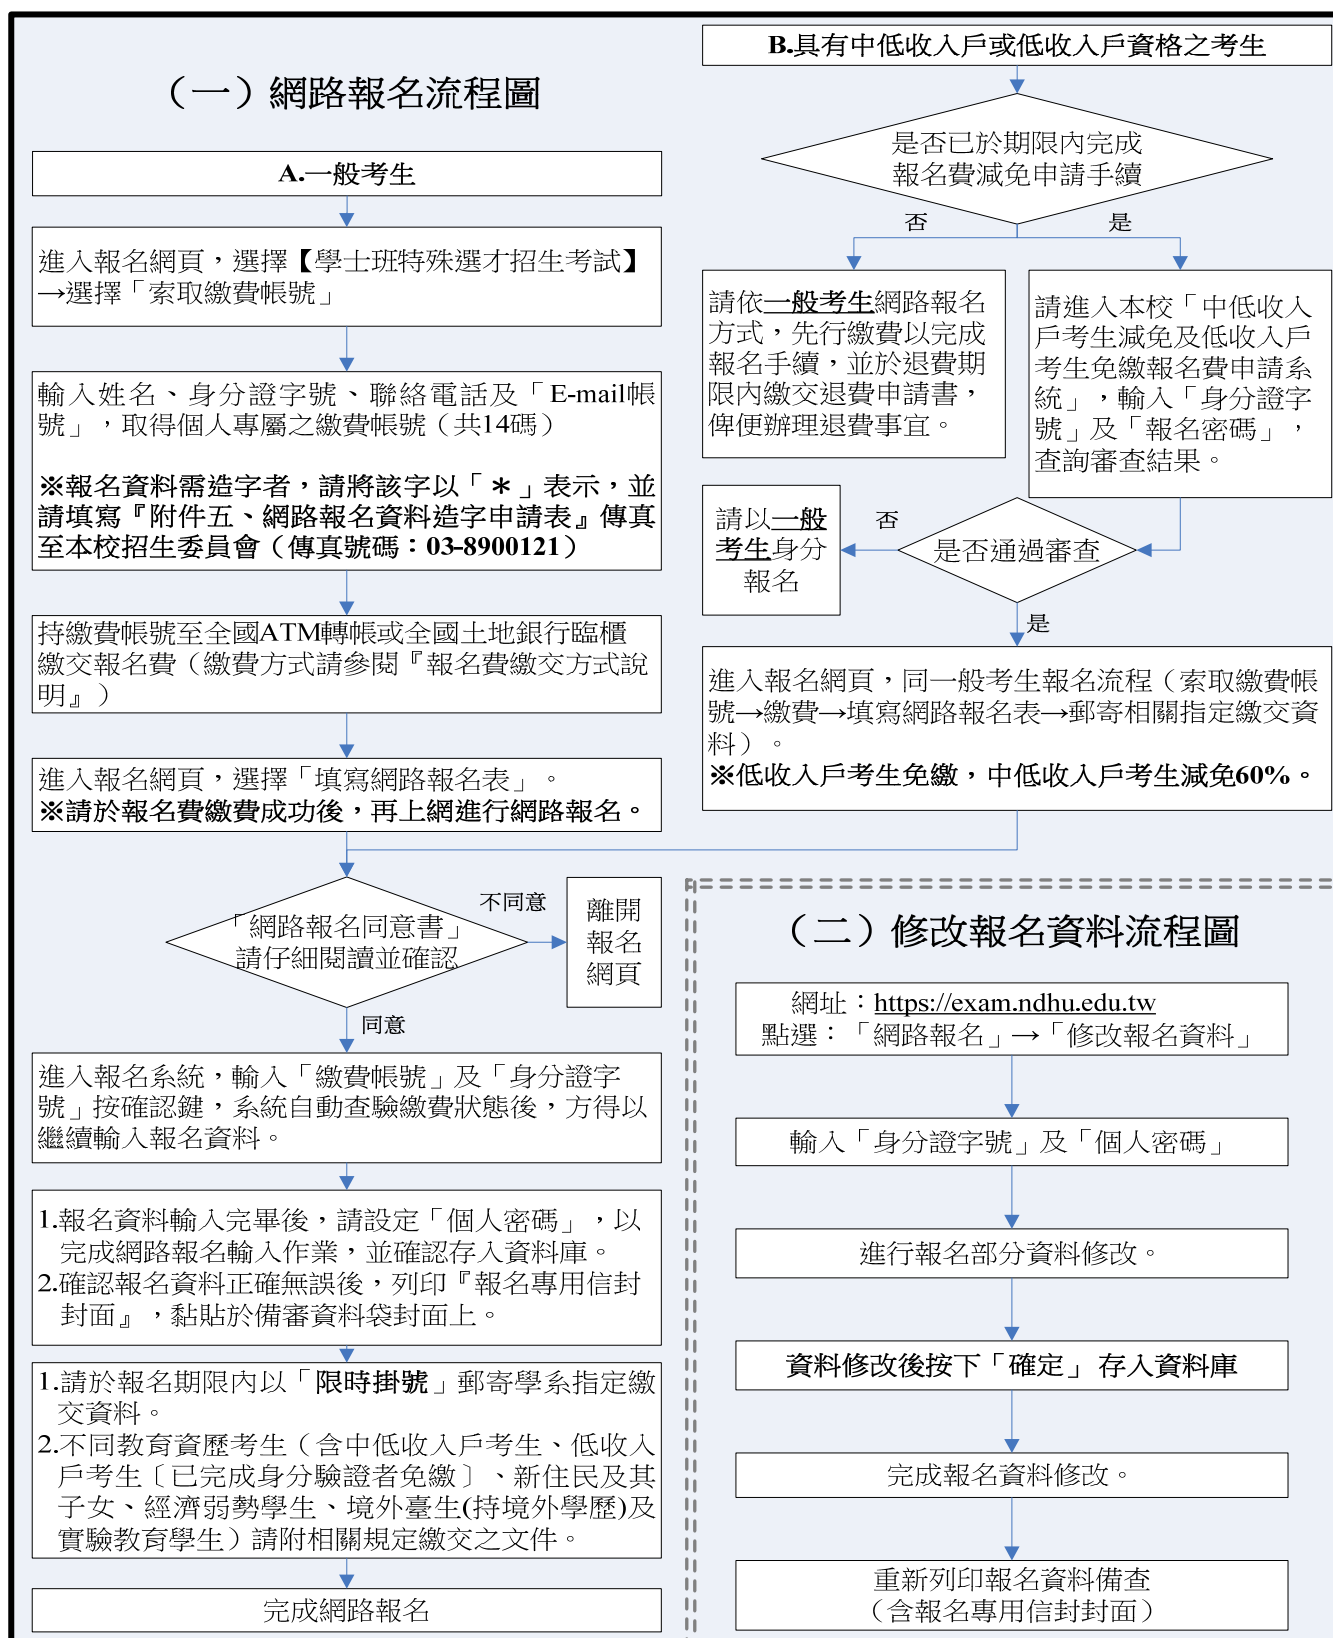 （一）網路報名流程圖
A.一般考生
進入報名網頁，選擇【學士班特殊選才招生考試】
→選擇「索取繳費帳號」
輸入姓名、身分證字號、聯絡電話及「E-mail帳
號」，取得個人專屬之繳費帳號（共14碼）
※報名資料需造字者，請將該字以「＊」表示，並
請填寫『附件五、網路報名資料造字申請表』傳真
至本校招生委員會（傳真號碼：03-8900121）
持繳費帳號至全國ATM轉帳或全國土地銀行臨櫃
繳交報名費（繳費方式請參閱『報名費繳交方式說
明』）
進入報名網頁，選擇「填寫網路報名表」。
※請於報名費繳費成功後，再上網進行網路報名。
「網路報名同意書」
請仔細閱讀並確認
不同意
離開
報名
網頁
同意
進入報名系統，輸入「繳費帳號」及「身分證字
號」按確認鍵，系統自動查驗繳費狀態後，方得以
繼續輸入報名資料。
1.報名資料輸入完畢後，請設定「個人密碼」，以
完成網路報名輸入作業，並確認存入資料庫。
2.確認報名資料正確無誤後，列印『報名專用信封
封面』，黏貼於備審資料袋封面上。
1.請於報名期限內以「限時掛號」郵寄學系指定繳
交資料。
2.不同教育資歷考生（含中低收入戶考生、低收入
戶考生〔已完成身分驗證者免繳〕、新住民及其
子女、經濟弱勢學生、境外臺生(持境外學歷)及
實驗教育學生）請附相關規定繳交之文件。
完成網路報名
B.具有中低收入戶或低收入戶資格之考生
是否已於期限內完成
報名費減免申請手續
否
是
請依一般考生網路報名
方式，先行繳費以完成
報名手續，並於退費期
限內繳交退費申請書，
俾便辦理退費事宜。
請進入本校「中低收入
戶考生減免及低收入戶
考生免繳報名費申請系
統」，輸入「身分證字
號」及「報名密碼」，
查詢審查結果。
是否通過審查
否
請以一般
考生身分
報名
是
進入報名網頁，同一般考生報名流程（索取繳費帳
號→繳費→填寫網路報名表→郵寄相關指定繳交資
料）。
※低收入戶考生免繳，中低收入戶考生減免60%。
（二）修改報名資料流程圖
網址：https://exam.ndhu.edu.tw
點選：「網路報名」→「修改報名資料」
輸入「身分證字號」及「個人密碼」
進行報名部分資料修改。
資料修改後按下「確定」存入資料庫
完成報名資料修改。
重新列印報名資料備查
（含報名專用信封封面）